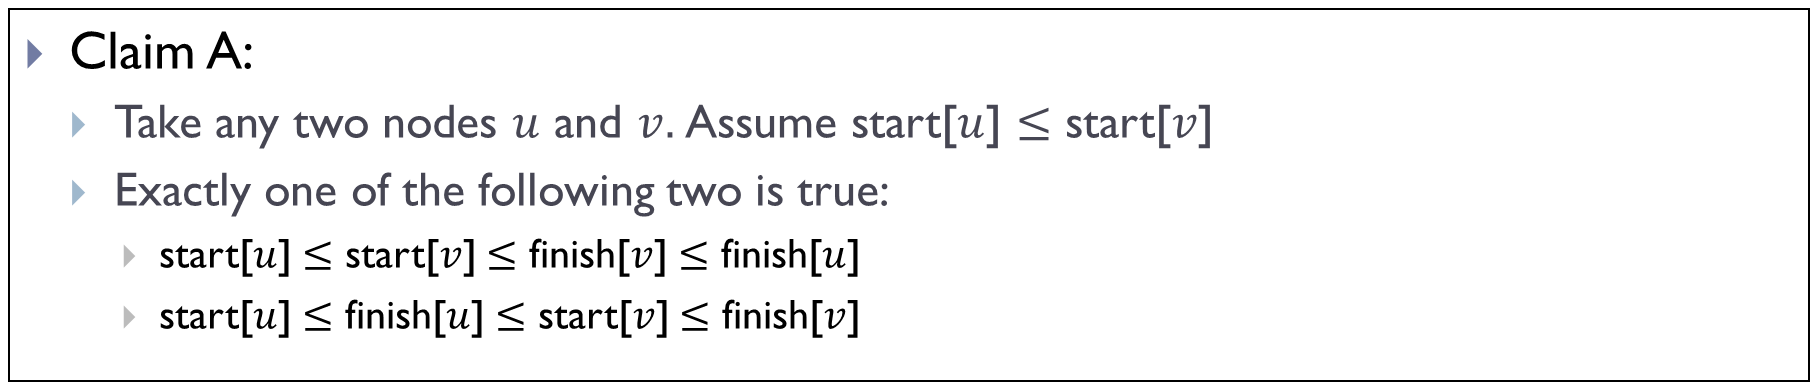 Claim A:
Take any two nodes 𝑢 and 𝑣. Assume start[𝑢] ≤ start[𝑣]
Exactly one of the following two is true:
start[𝑢] ≤ start[𝑣] ≤ finish[𝑣] ≤ finish[𝑢]
start[𝑢] ≤ finish[𝑢] ≤ start[𝑣] ≤ finish[𝑣]